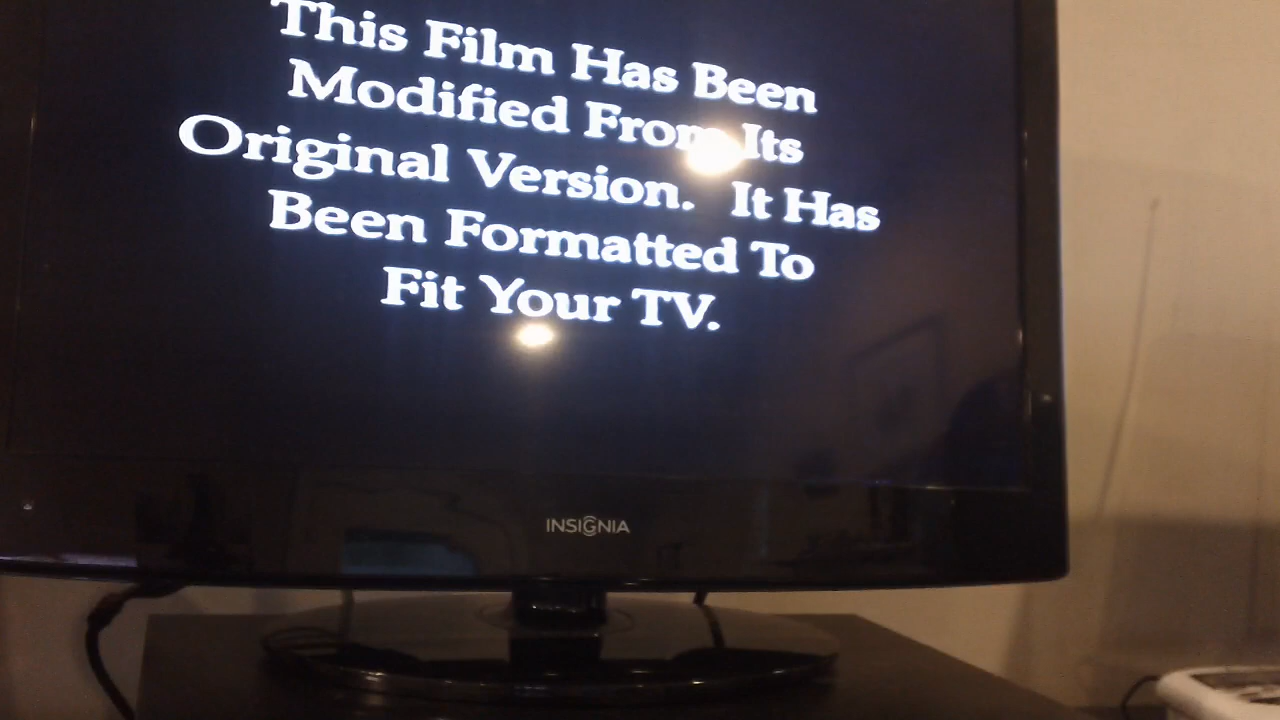 This Film Has Been
Modified From Its
Original Version. It Has
Been Formatted To
Fit Your TV.
INSIGNIA